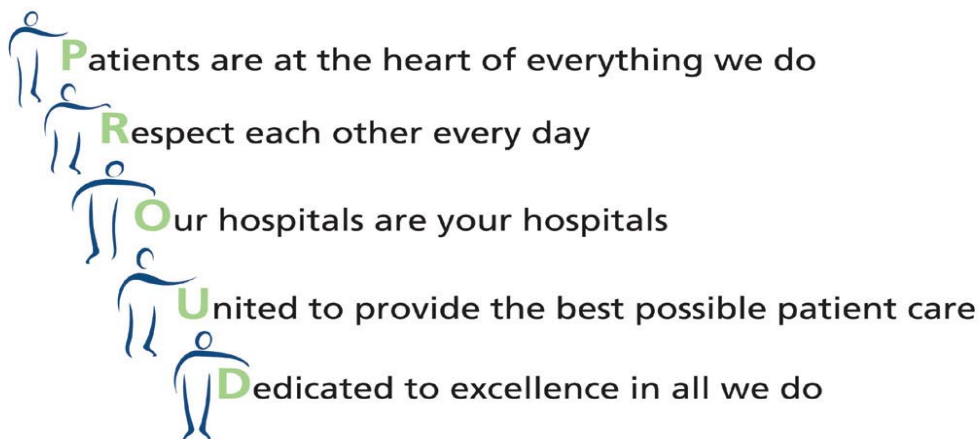 Patients are at the heart of everything we do
Respect each other every day
Our hospitals are your hospitals
United to provide the best possible patient care
Dedicated to excellence in all we do